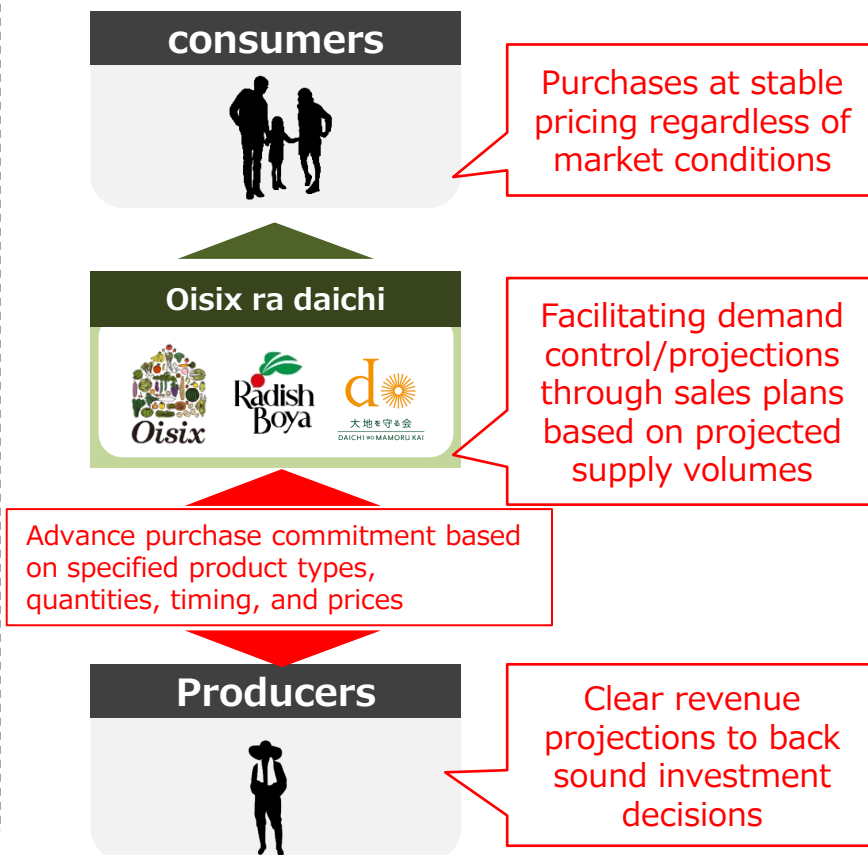 consumers
Purchases at stable
pricing regardless of
market conditions
Oisix ra daichi
Oisix
Radish
Boya
do
大地を守る会
DAICHI WO MAMORU KAI
Facilitating demand
control/projections
through sales plans
based on projected
supply volumes
Advance purchase commitment based
on specified product types,
quantities, timing, and prices
Producers
Clear revenue
projections to back
sound investment
decisions